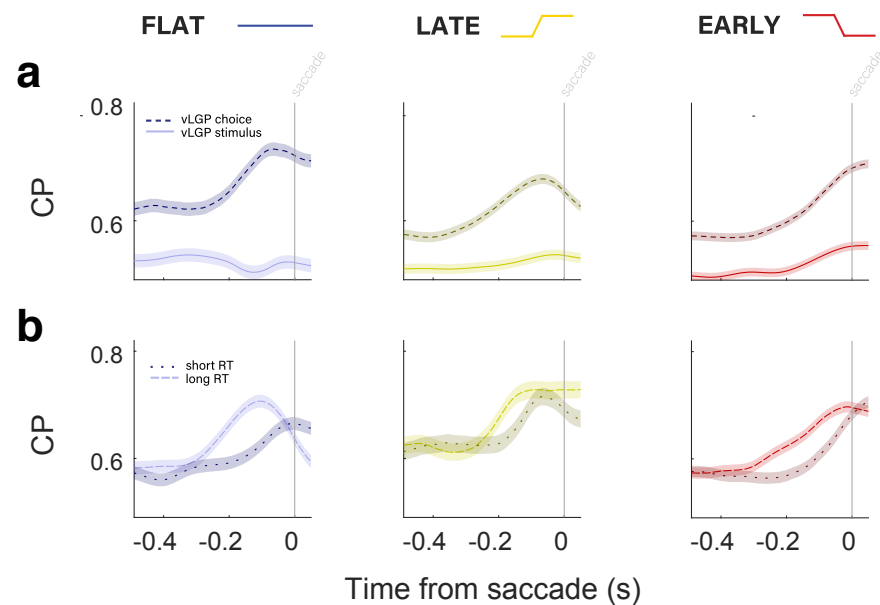 FLAT
LATE
EARLY
saccade
saccade
saccade
a
0.8
vLGP choice
vLGP stimulus
CP
0.6
b
0.8
short RT
long RT
CP
0.6
-0.4 -0.2 0
-0.4 -0.2 0
-0.4 -0.2 0
Time from saccade (s)